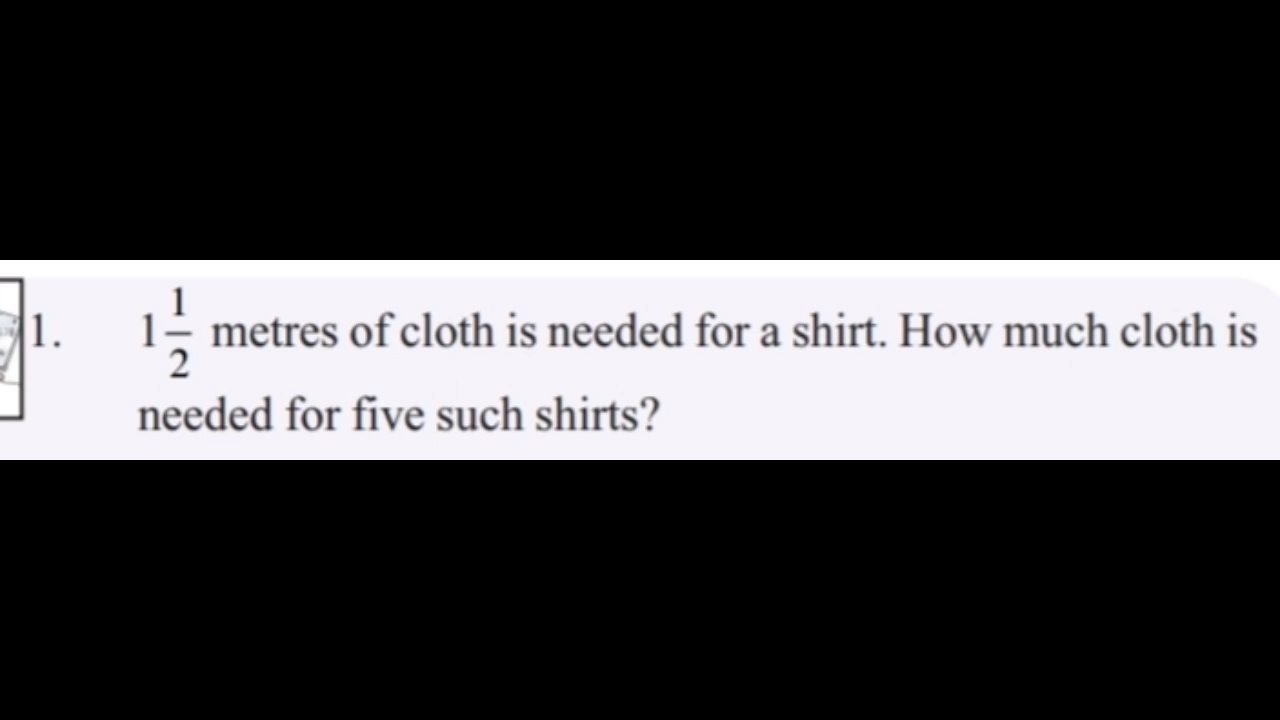 1. 1 1/2 metres of cloth is needed for a shirt. How much cloth is
needed for five such shirts?